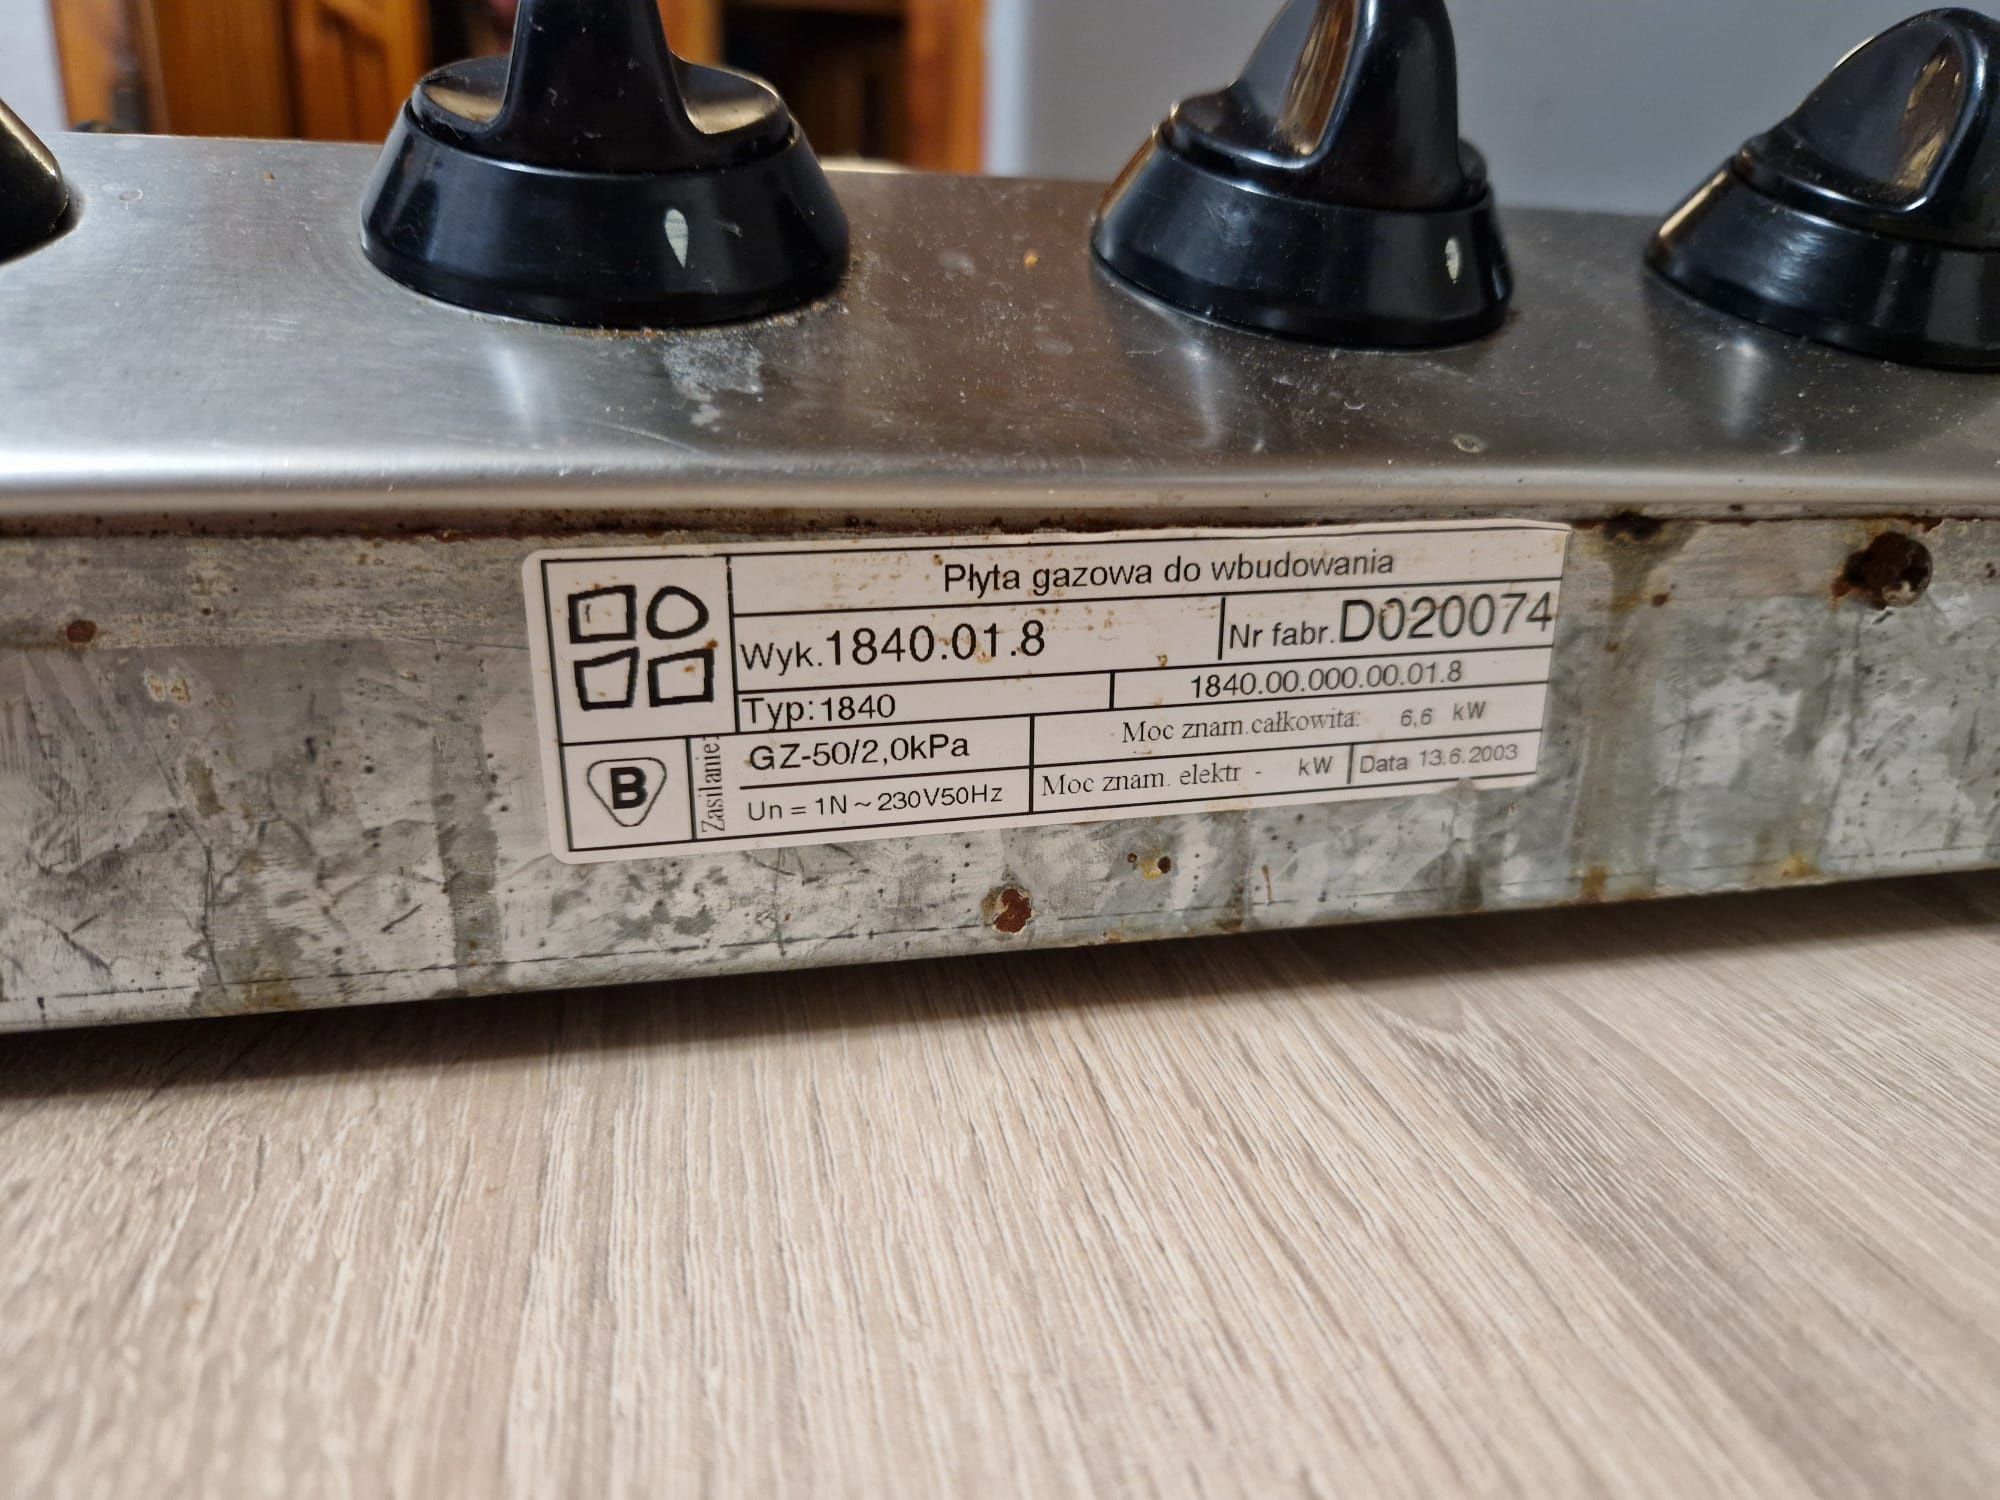 Płyta gazowa do wbudowania
Wyk.1840.01.8
Nr fabr.D020074
Typ:1840
1840.00.000.00.01.8
B
Zasilanie:
GZ-50/2,0kPa
Moc znam.całkowita: 6,6 kW
Un = 1N ~ 230V50Hz
Moc znam. elektr - kW
Data 13.6.2003